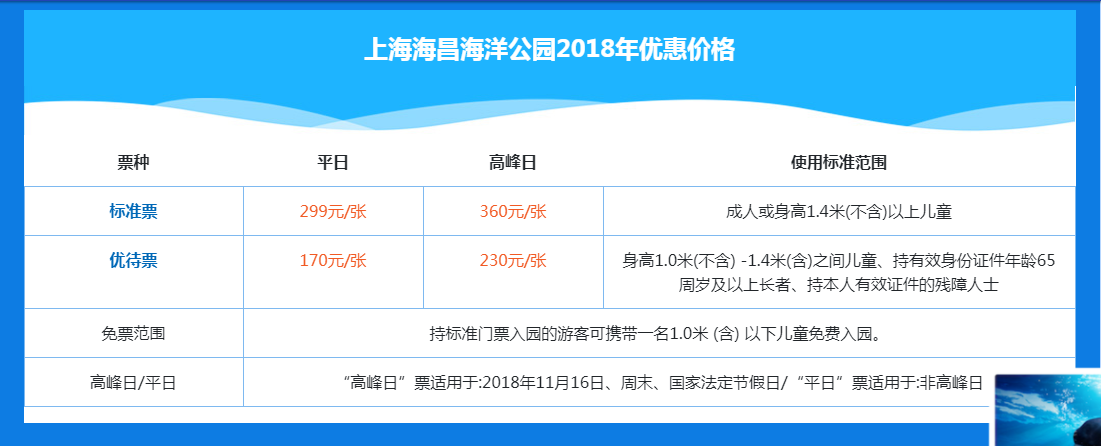 上海海昌海洋公园2018年优惠价格
票种 平日 高峰日 使用标准范围
标准票 299元/张 360元/张 成人或身高1.4米(不含)以上儿童
优待票 170元/张 230元/张 身高1.0米(不含) -1.4米(含)之间儿童、持有效身份证件年龄65
周岁及以上长者、持本人有效证件的残障人士
免票范围 持标准门票入园的游客可携带一名1.0米 (含) 以下儿童免费入园。
高峰日/平日 “高峰日”票适用于:2018年11月16日、周末、国家法定节假日/“平日”票适用于:非高峰日